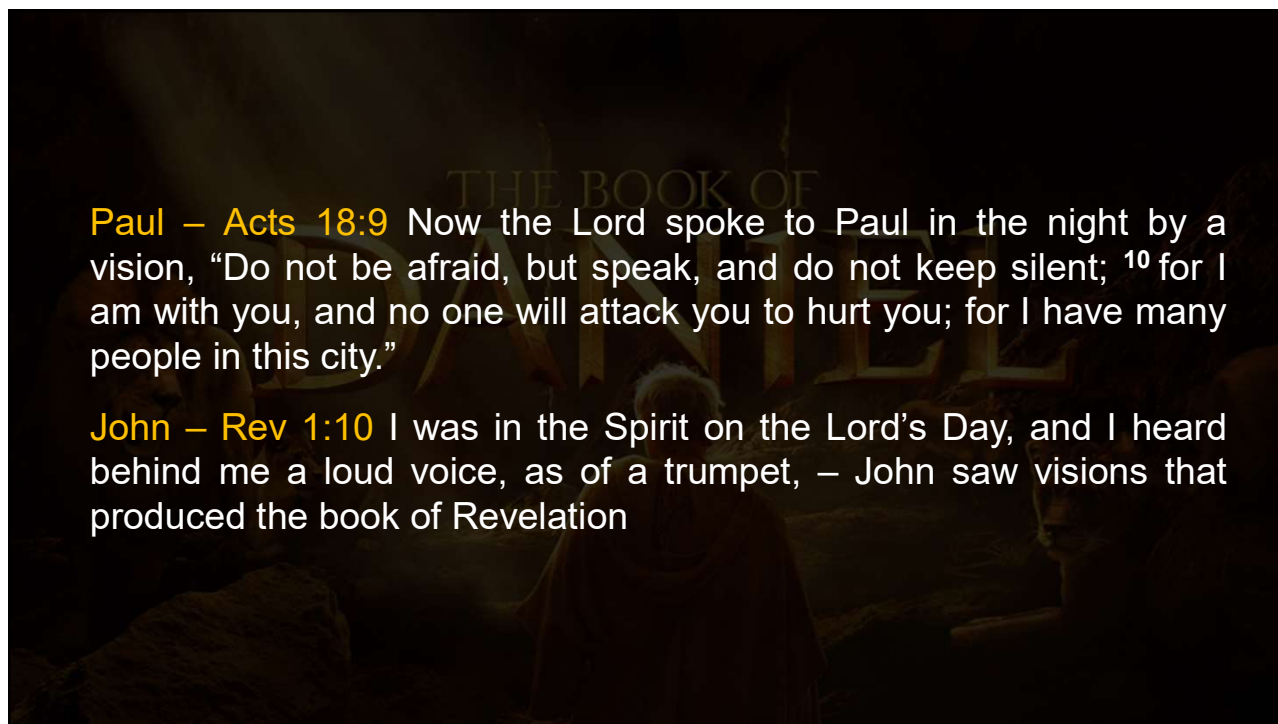 THE BOOK OF
DANIEL
Paul – Acts 18:9 Now the Lord spoke to Paul in the night by a
vision, “Do not be afraid, but speak, and do not keep silent; 10 for I
am with you, and no one will attack you to hurt you; for I have many
people in this city.”
John – Rev 1:10 I was in the Spirit on the Lord’s Day, and I heard
behind me a loud voice, as of a trumpet, – John saw visions that
produced the book of Revelation